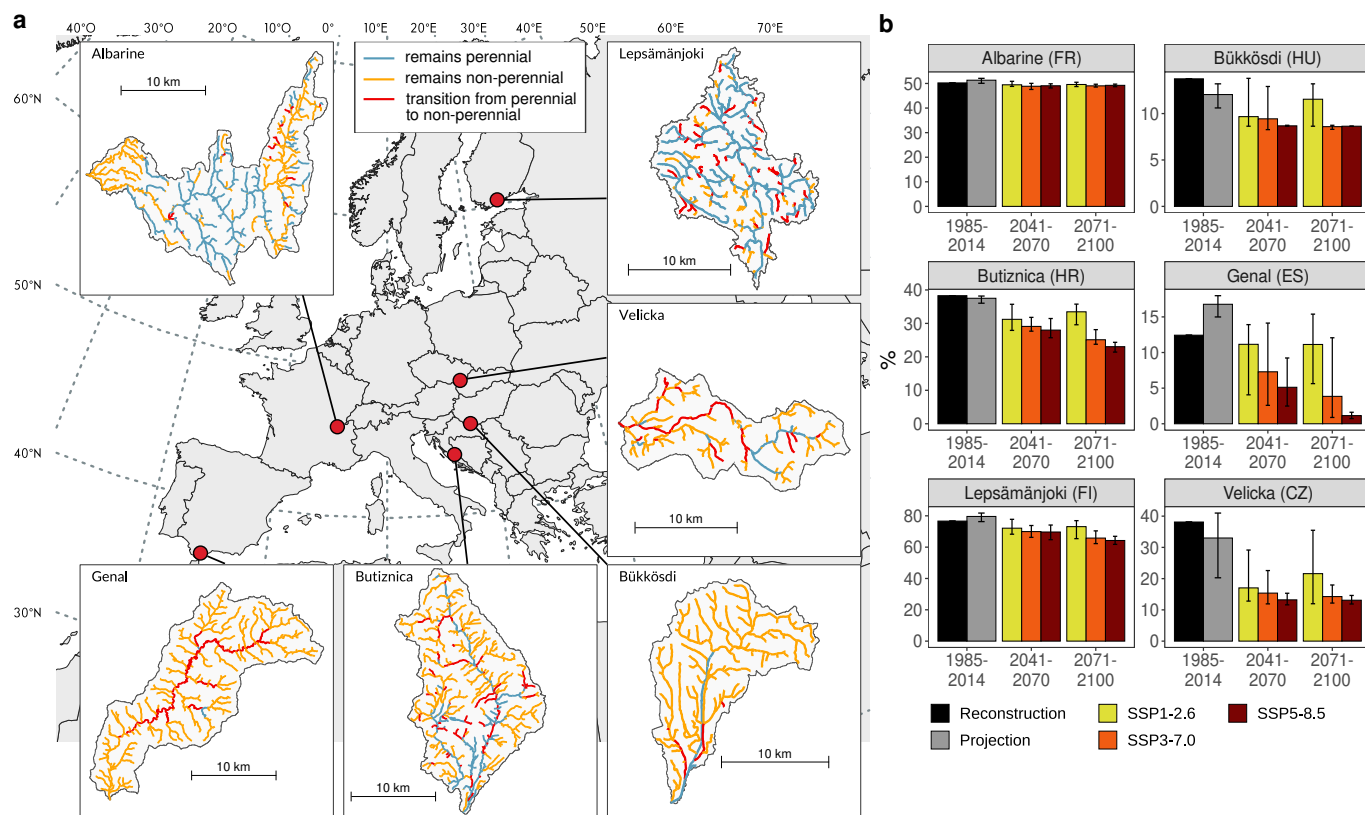 a
40°W 30°W 20°W 10°O 0° 10°E 20°E 30°E 40°E 50°E 60°E 70°E
60°N
50°N
40°N
30°N
Albarine
10 km
remains perennial
remains non-perennial
transition from perennial
to non-perennial
Lepsämänjoki
10 km
Velicka
10 km
Genal
10 km
Butiznica
10 km
Bükkösdi
10 km
b
%
Albarine (FR)
50
40
30
20
10
0
1985-
2014
2041-
2070
2071-
2100
Bükkösdi (HU)
10
5
0
1985-
2014
2041-
2070
2071-
2100
Butiznica (HR)
40
30
20
10
0
1985-
2014
2041-
2070
2071-
2100
Genal (ES)
15
10
5
0
1985-
2014
2041-
2070
2071-
2100
Lepsämänjoki (FI)
80
60
40
20
0
1985-
2014
2041-
2070
2071-
2100
Velicka (CZ)
40
30
20
10
0
1985-
2014
2041-
2070
2071-
2100
Reconstruction
Projection
SSP1-2.6
SSP3-7.0
SSP5-8.5